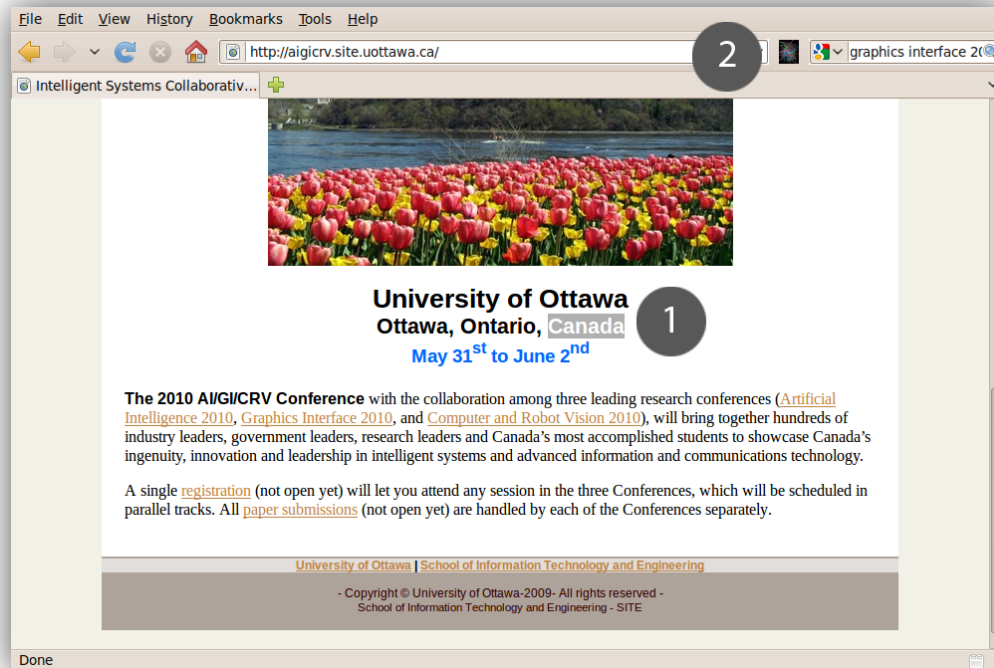 File Edit View History Bookmarks Tools Help
http://aigicrv.site.uottawa.ca/
2
graphics interface 20
Intelligent Systems Collaborativ...
University of Ottawa
Ottawa, Ontario, Canada
1
May 31st to June 2nd
The 2010 AI/GI/CRV Conference with the collaboration among three leading research conferences (Artificial
Intelligence 2010, Graphics Interface 2010, and Computer and Robot Vision 2010), will bring together hundreds of
industry leaders, government leaders, research leaders and Canada's most accomplished students to showcase Canada's
ingenuity, innovation and leadership in intelligent systems and advanced information and communications technology.
A single registration (not open yet) will let you attend any session in the three Conferences, which will be scheduled in
parallel tracks. All paper submissions (not open yet) are handled by each of the Conferences separately.
University of Ottawa | School of Information Technology and Engineering
- Copyright © University of Ottawa-2009- All rights reserved -
School of Information Technology and Engineering - SITE
Done